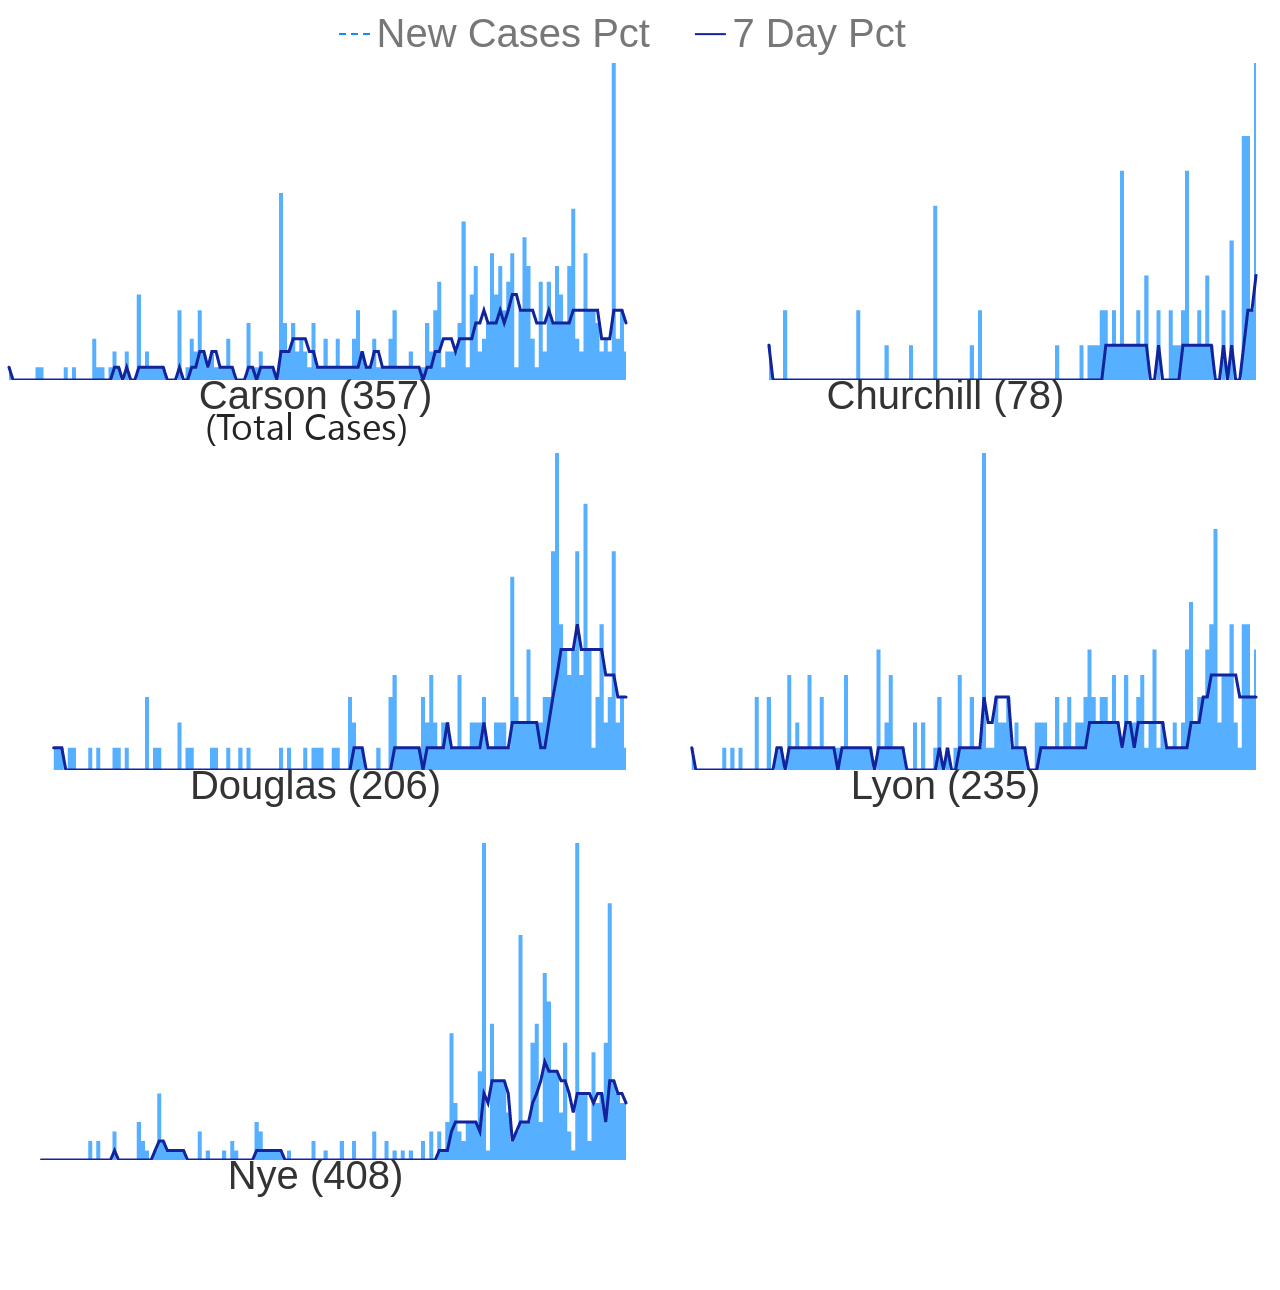 New Cases Pct 7 Day Pct
Carson (357)
(Total Cases)
Churchill (78)
Douglas (206)
Lyon (235)
Nye (408)